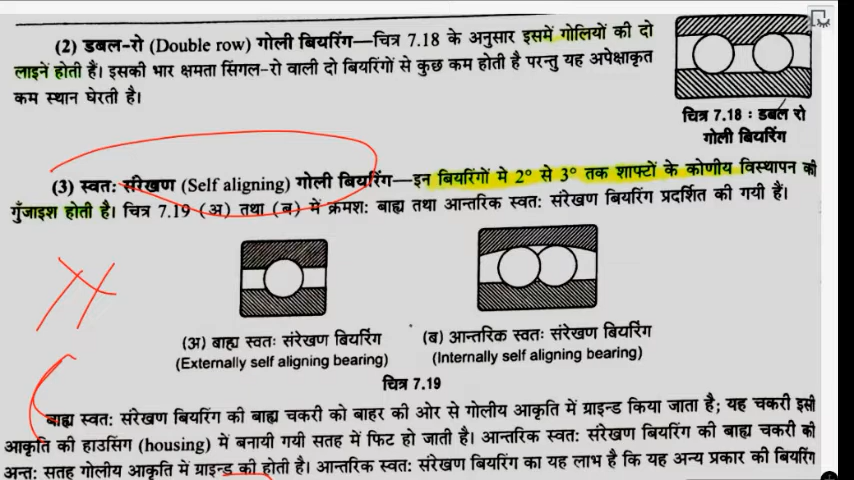 (2) डबल-रो (Double row) गोली बियरिंग—चित्र 7.18 के अनुसार इसमें गोलियों की दो
लाइनें होती हैं। इसकी भार क्षमता सिंगल-रो वाली दो बियरिंगों से कुछ कम होती है परन्तु यह अपेक्षाकृत
कम स्थान घेरती है।
चित्र 7.18 : डबल रो
गोली बियरिंग
(3) स्वत: संरेखण (Self aligning) गोली बियरिंग—इन बियरिंगों मे 2° से 3° तक शाफ्टों के कोणीय विस्थापन की
गुँजाइश होती है। चित्र 7.19 (अ) तथा (ब) में क्रमश: बाह्य तथा आन्तरिक स्वत: संरेखण बियरिंग प्रदर्शित की गयी हैं।
(अ) बाह्य स्वत: संरेखण बियरिंग
(Externally self aligning bearing)
(ब) आन्तरिक स्वत: संरेखण बियरिंग
(Internally self aligning bearing)
चित्र 7.19
बाह्य स्वत: संरेखण बियरिंग की बाह्य चकरी को बाहर की ओर से गोलीय आकृति में ग्राइन्ड किया जाता है; यह चकरी इसी
आकृति की हाउसिंग (housing) में बनायी गयी सतह में फिट हो जाती है। आन्तरिक स्वत: संरेखण बियरिंग की बाह्य चकरी की
अन्त: सतह गोलीय आकृति में ग्राइन्ड की होती है। आन्तरिक स्वत: संरेखण बियरिंग का यह लाभ है कि यह अन्य प्रकार की बियरिंग